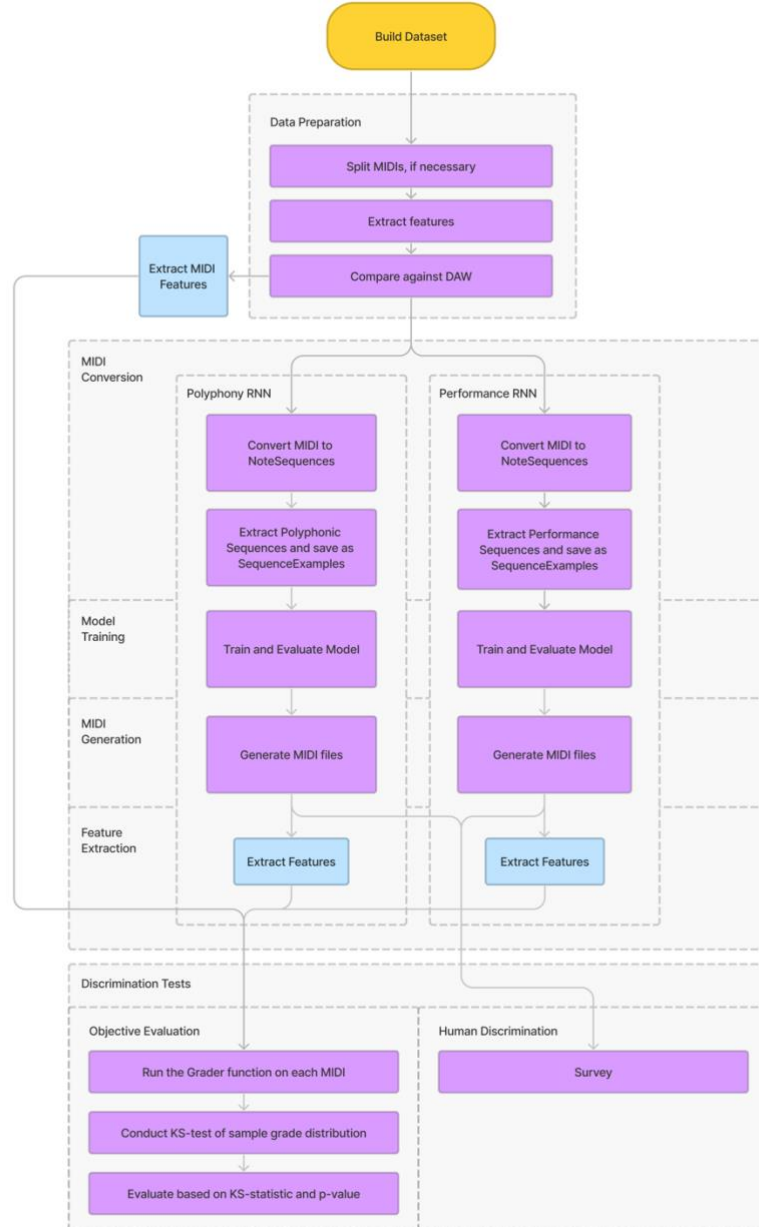 Build Dataset
Data Preparation
Split MIDIs, if necessary
Extract features
Compare against DAW
Extract MIDI
Features
MIDI
Conversion
Polyphony RNN
Convert MIDI to
NoteSequences
Extract Polyphonic
Sequences and save as
SequenceExamples
Performance RNN
Convert MIDI to
NoteSequences
Extract Performance
Sequences and save as
SequenceExamples
Model
Training
Train and Evaluate Model
Train and Evaluate Model
MIDI
Generation
Generate MIDI files
Generate MIDI files
Feature
Extraction
Extract Features
Extract Features
Discrimination Tests
Objective Evaluation
Run the Grader function on each MIDI
Conduct KS-test of sample grade distribution
Evaluate based on KS-statistic and p-value
Human Discrimination
Survey